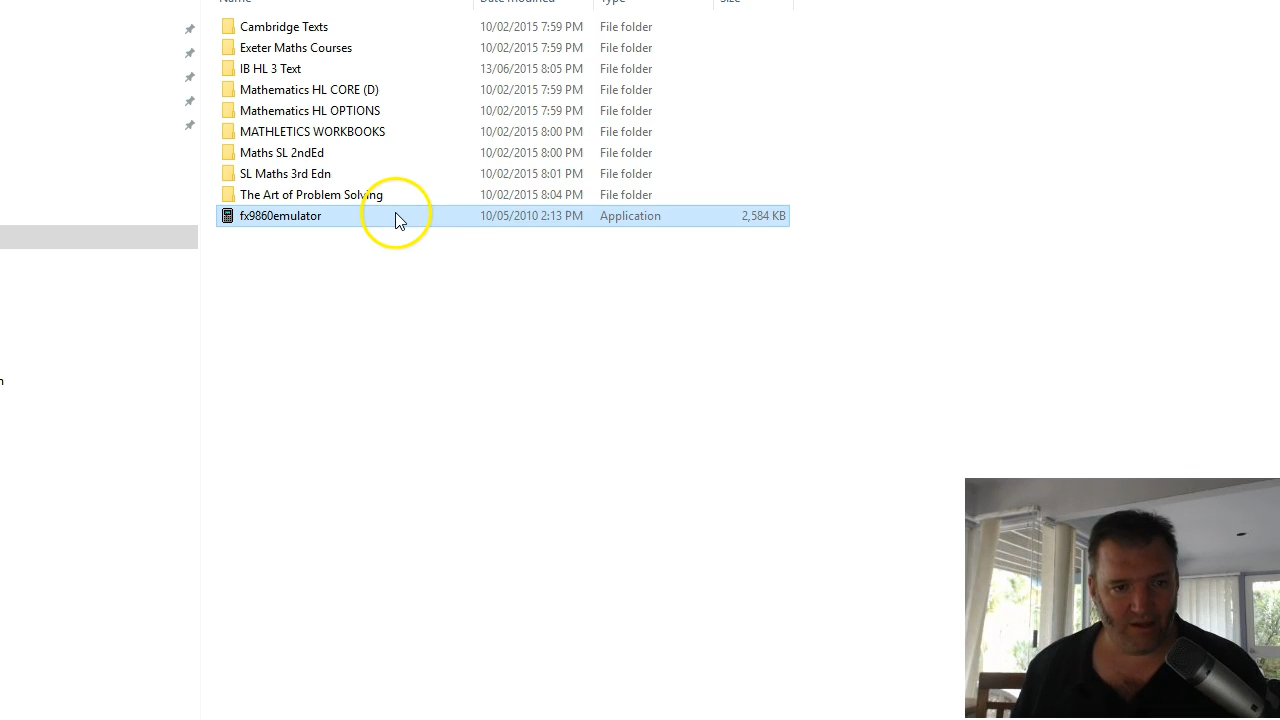 Name Date modified Type Size
Cambridge Texts 10/02/2015 7:59 PM File folder
Exeter Maths Courses 10/02/2015 7:59 PM File folder
IB HL 3 Text 13/06/2015 8:05 PM File folder
Mathematics HL CORE (D) 10/02/2015 7:59 PM File folder
Mathematics HL OPTIONS 10/02/2015 7:59 PM File folder
MATHLETICS WORKBOOKS 10/02/2015 8:00 PM File folder
Maths SL 2ndEd 10/02/2015 8:00 PM File folder
SL Maths 3rd Edn 10/02/2015 8:01 PM File folder
The Art of Problem Solving 10/02/2015 8:04 PM File folder
fx9860emulator 10/05/2010 2:13 PM Application 2,584 KB